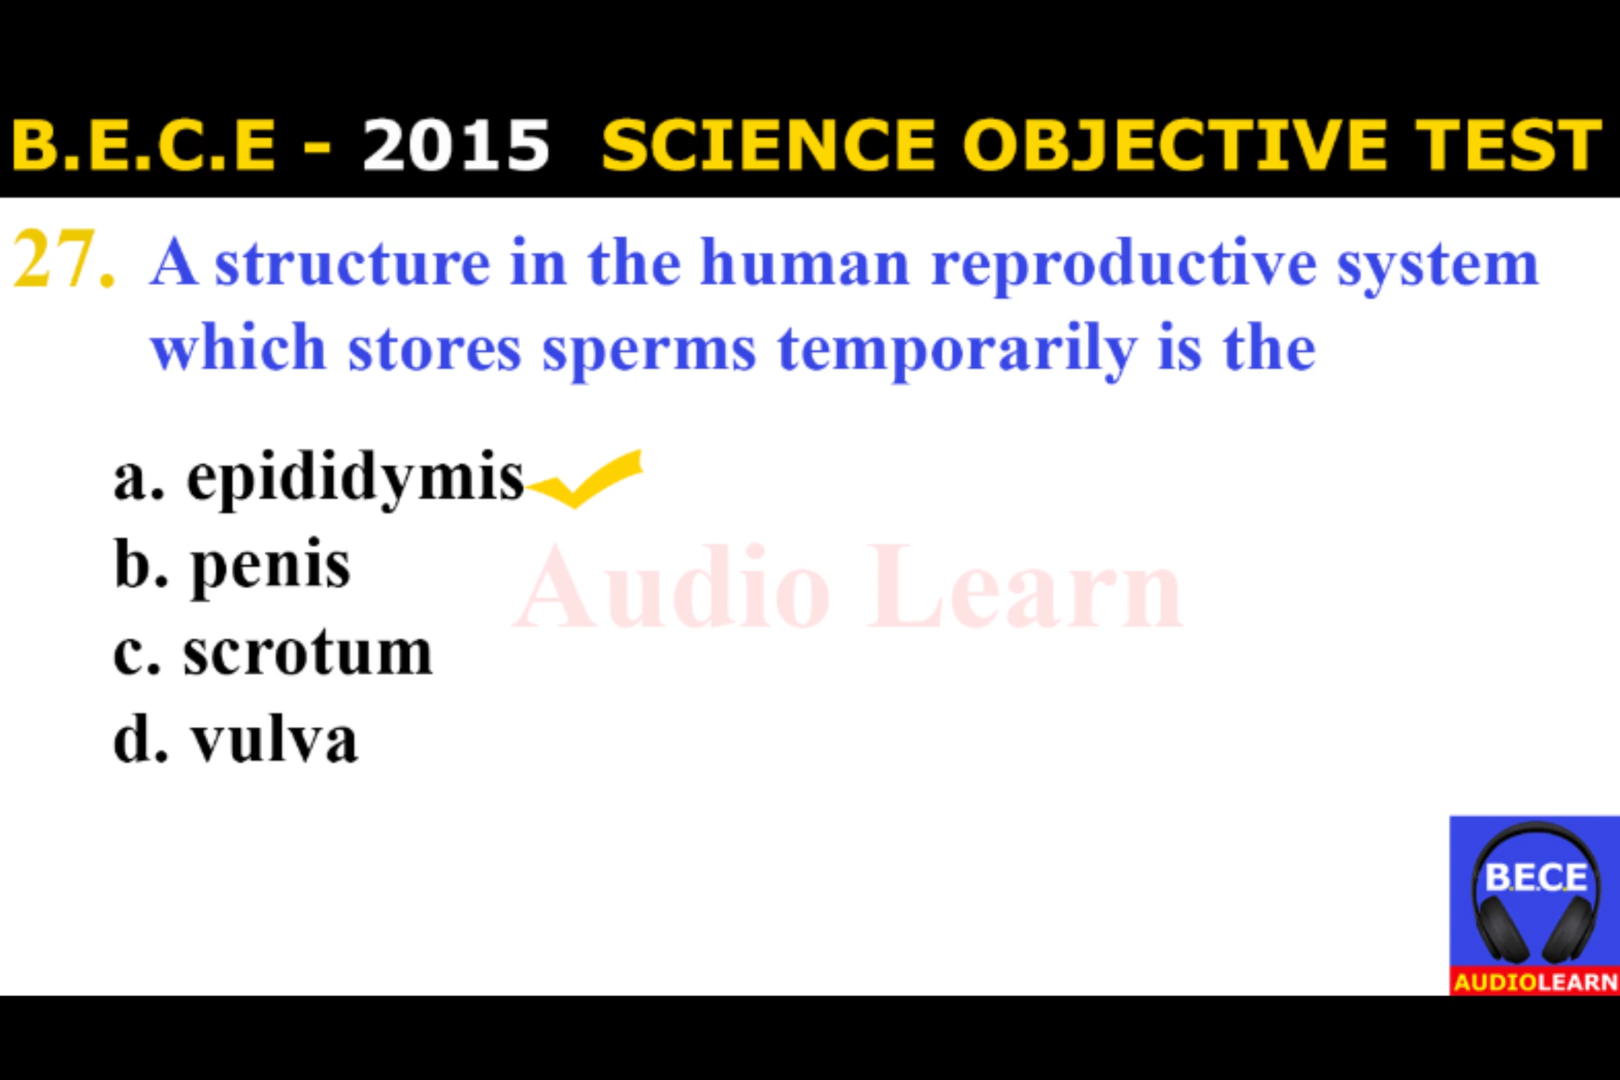 B.E.C.E - 2015 SCIENCE OBJECTIVE TEST
27. A structure in the human reproductive system
which stores sperms temporarily is the
a. epididymis
b. penis
Audio Learn
c. scrotum
d. vulva
B.E.C.E
AUDIOLEARN